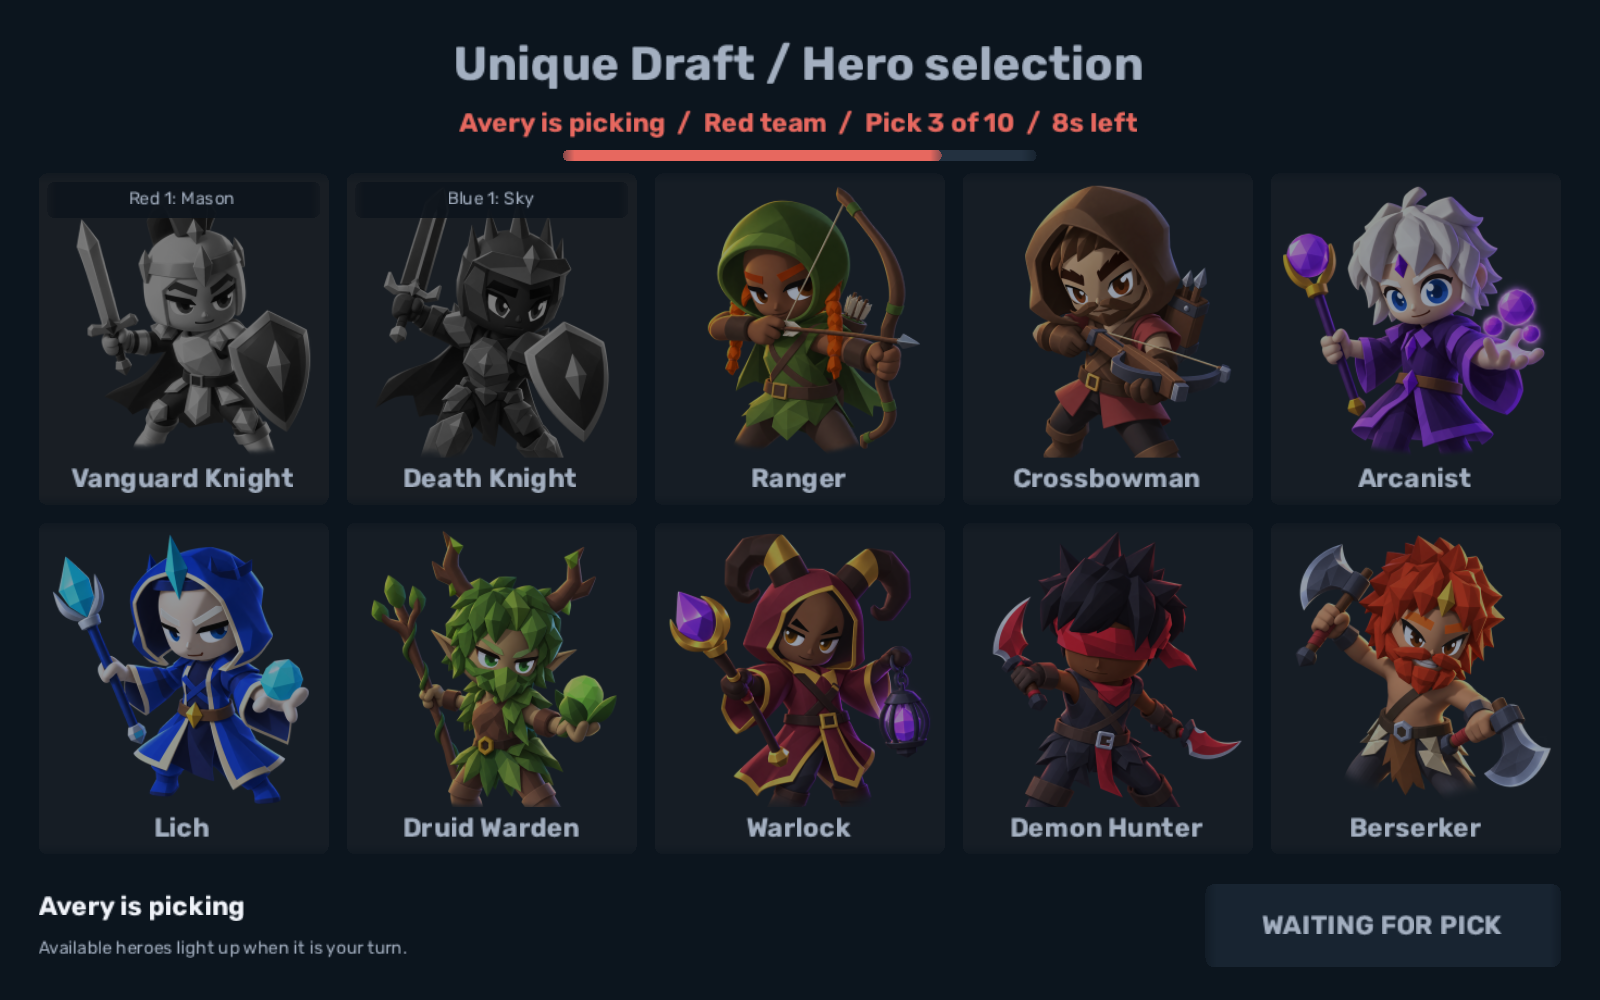 Unique Draft / Hero selection
Avery is picking / Red team / Pick 3 of 10 / 8s left
Red 1: Mason
Blue 1: Sky
Vanguard Knight
Death Knight
Ranger
Crossbowman
Arcanist
Lich
Druid Warden
Warlock
Demon Hunter
Berserker
Avery is picking
Available heroes light up when it is your turn.
WAITING FOR PICK